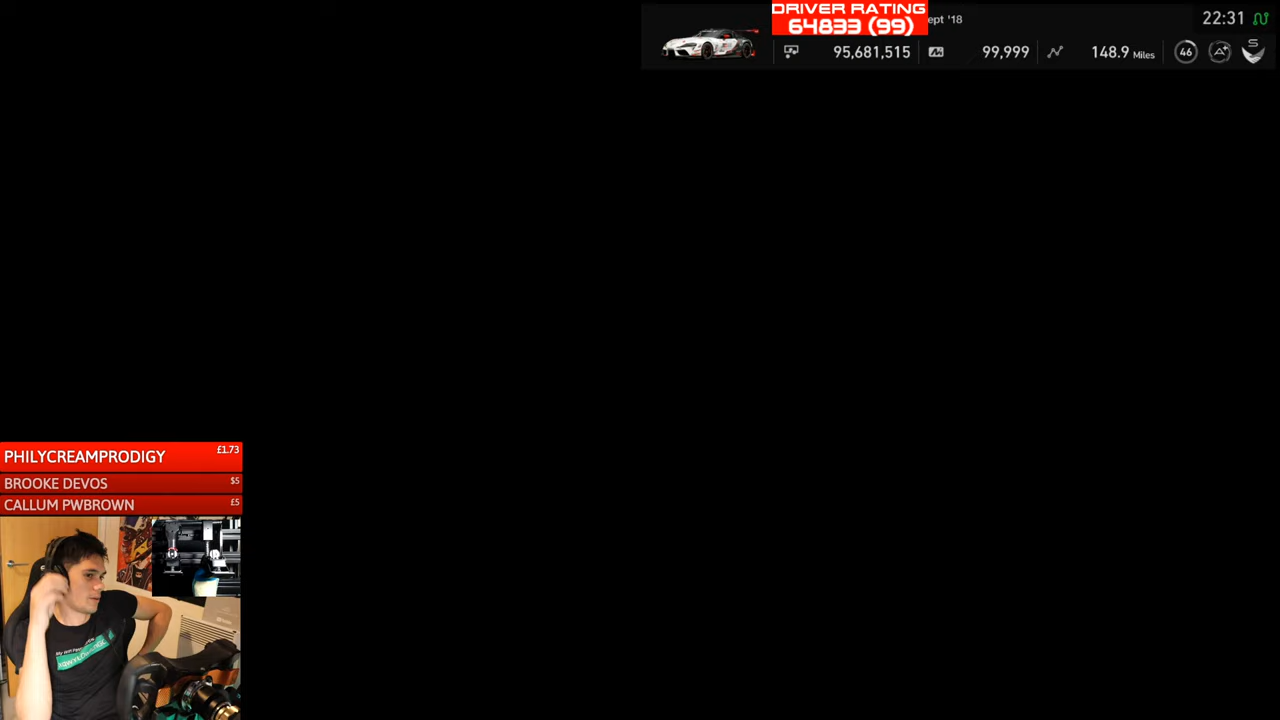 DRIVER RATING
64833 (99)
ept '18
22:31
95,681,515
99,999
148.9 Miles
46
S
PHILYCREAMPRODIGY £1.73
BROOKE DEVOS $5
CALLUM PWBROWN £5